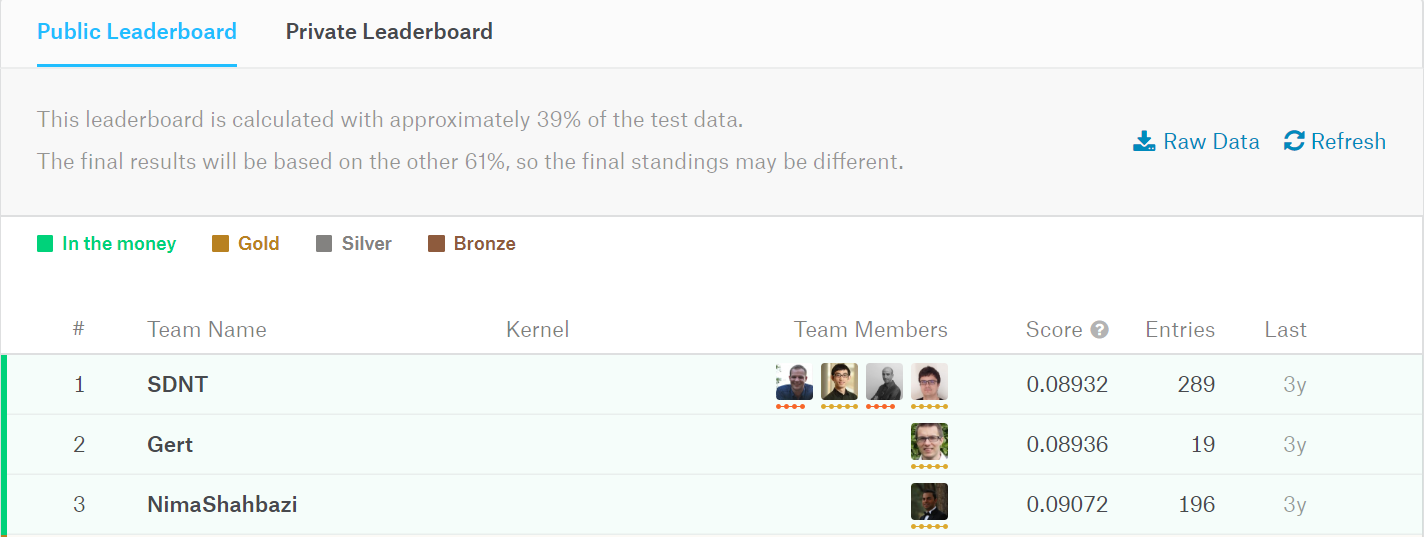 Public Leaderboard Private Leaderboard
This leaderboard is calculated with approximately 39% of the test data.
The final results will be based on the other 61%, so the final standings may be different.
Raw Data Refresh
In the money Gold Silver Bronze
# Team Name Kernel Team Members Score ? Entries Last
1 SDNT 0.08932 289 3y
2 Gert 0.08936 19 3y
3 NimaShahbazi 0.09072 196 3y